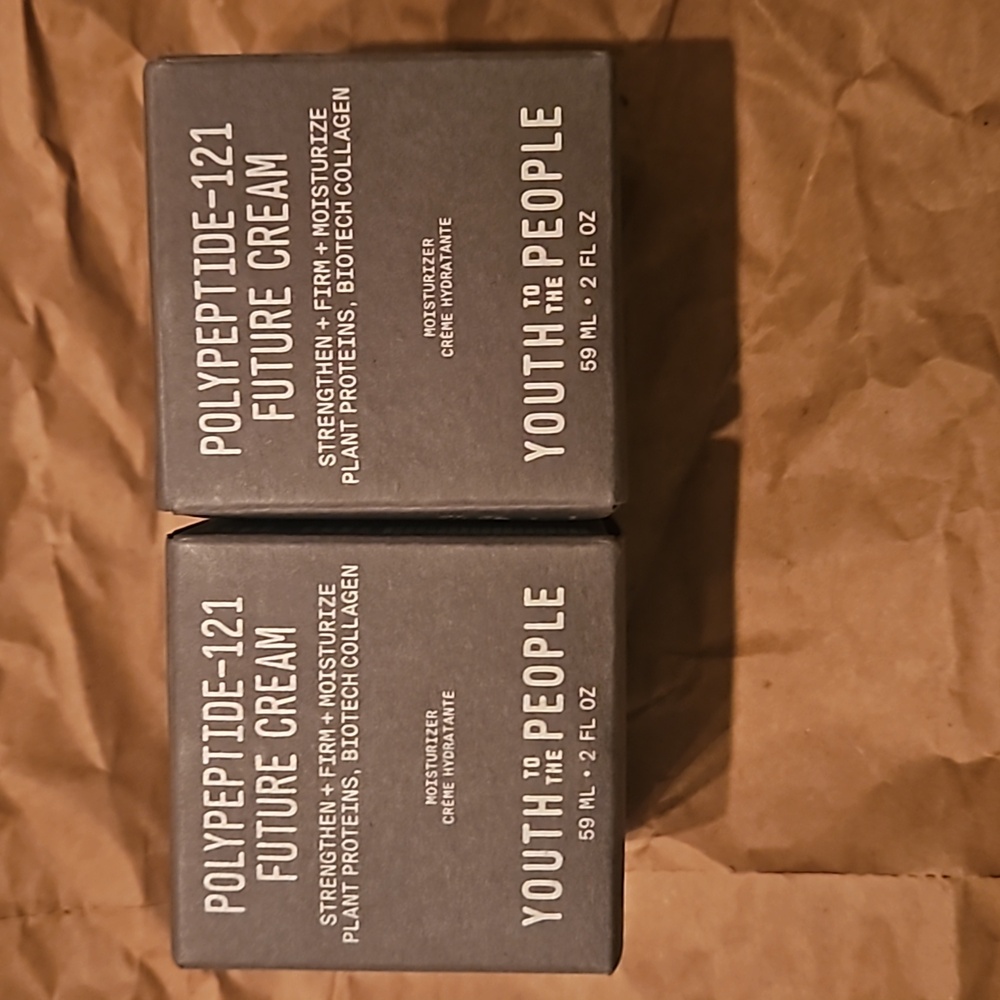 POLYPEPTIDE-121
FUTURE CREAM
STRENGTHEN + FIRM + MOISTURIZE
PLANT PROTEINS, BIOTECH COLLAGEN
MOISTURIZER
CRÈME HYDRATANTE
YOUTH TO THE PEOPLE
59 ML • 2 FL OZ
POLYPEPTIDE-121
FUTURE CREAM
STRENGTHEN + FIRM + MOISTURIZE
PLANT PROTEINS, BIOTECH COLLAGEN
MOISTURIZER
CRÈME HYDRATANTE
YOUTH TO THE PEOPLE
59 ML • 2 FL OZ